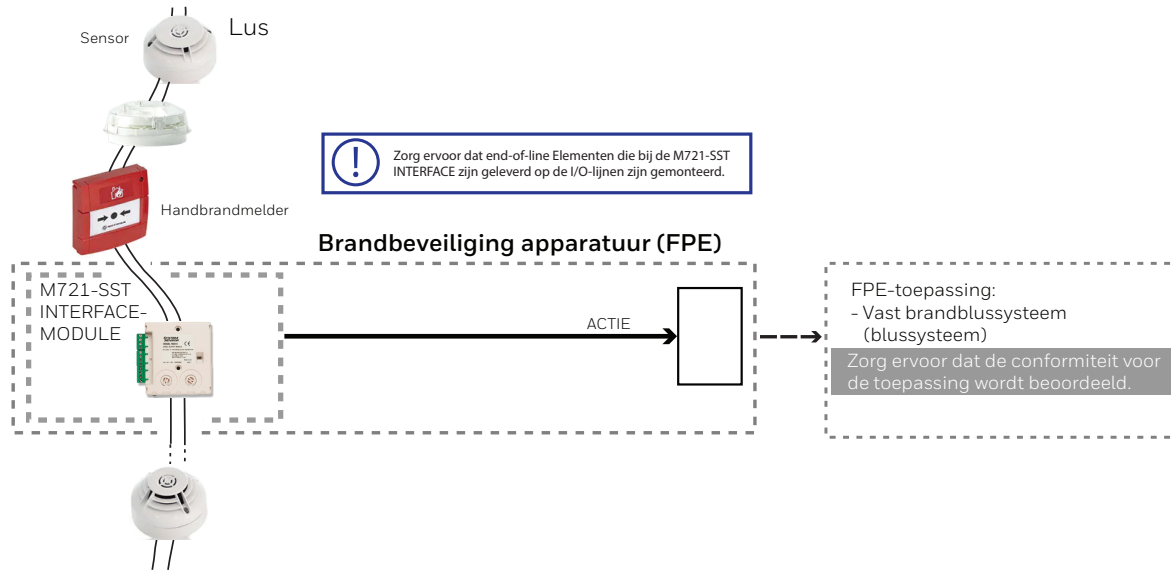 Lus
Sensor
Zorg ervoor dat end-of-line Elementen die bij de M721-SST
INTERFACE zijn geleverd op de I/O-lijnen zijn gemonteerd.
Handbrandmelder
Brandbeveiliging apparatuur (FPE)
M721-SST
INTERFACE-
MODULE
ACTIE
FPE-toepassing:
- Vast brandblussysteem
(blussysteem)
Zorg ervoor dat de conformiteit voor
de toepassing wordt beoordeeld.